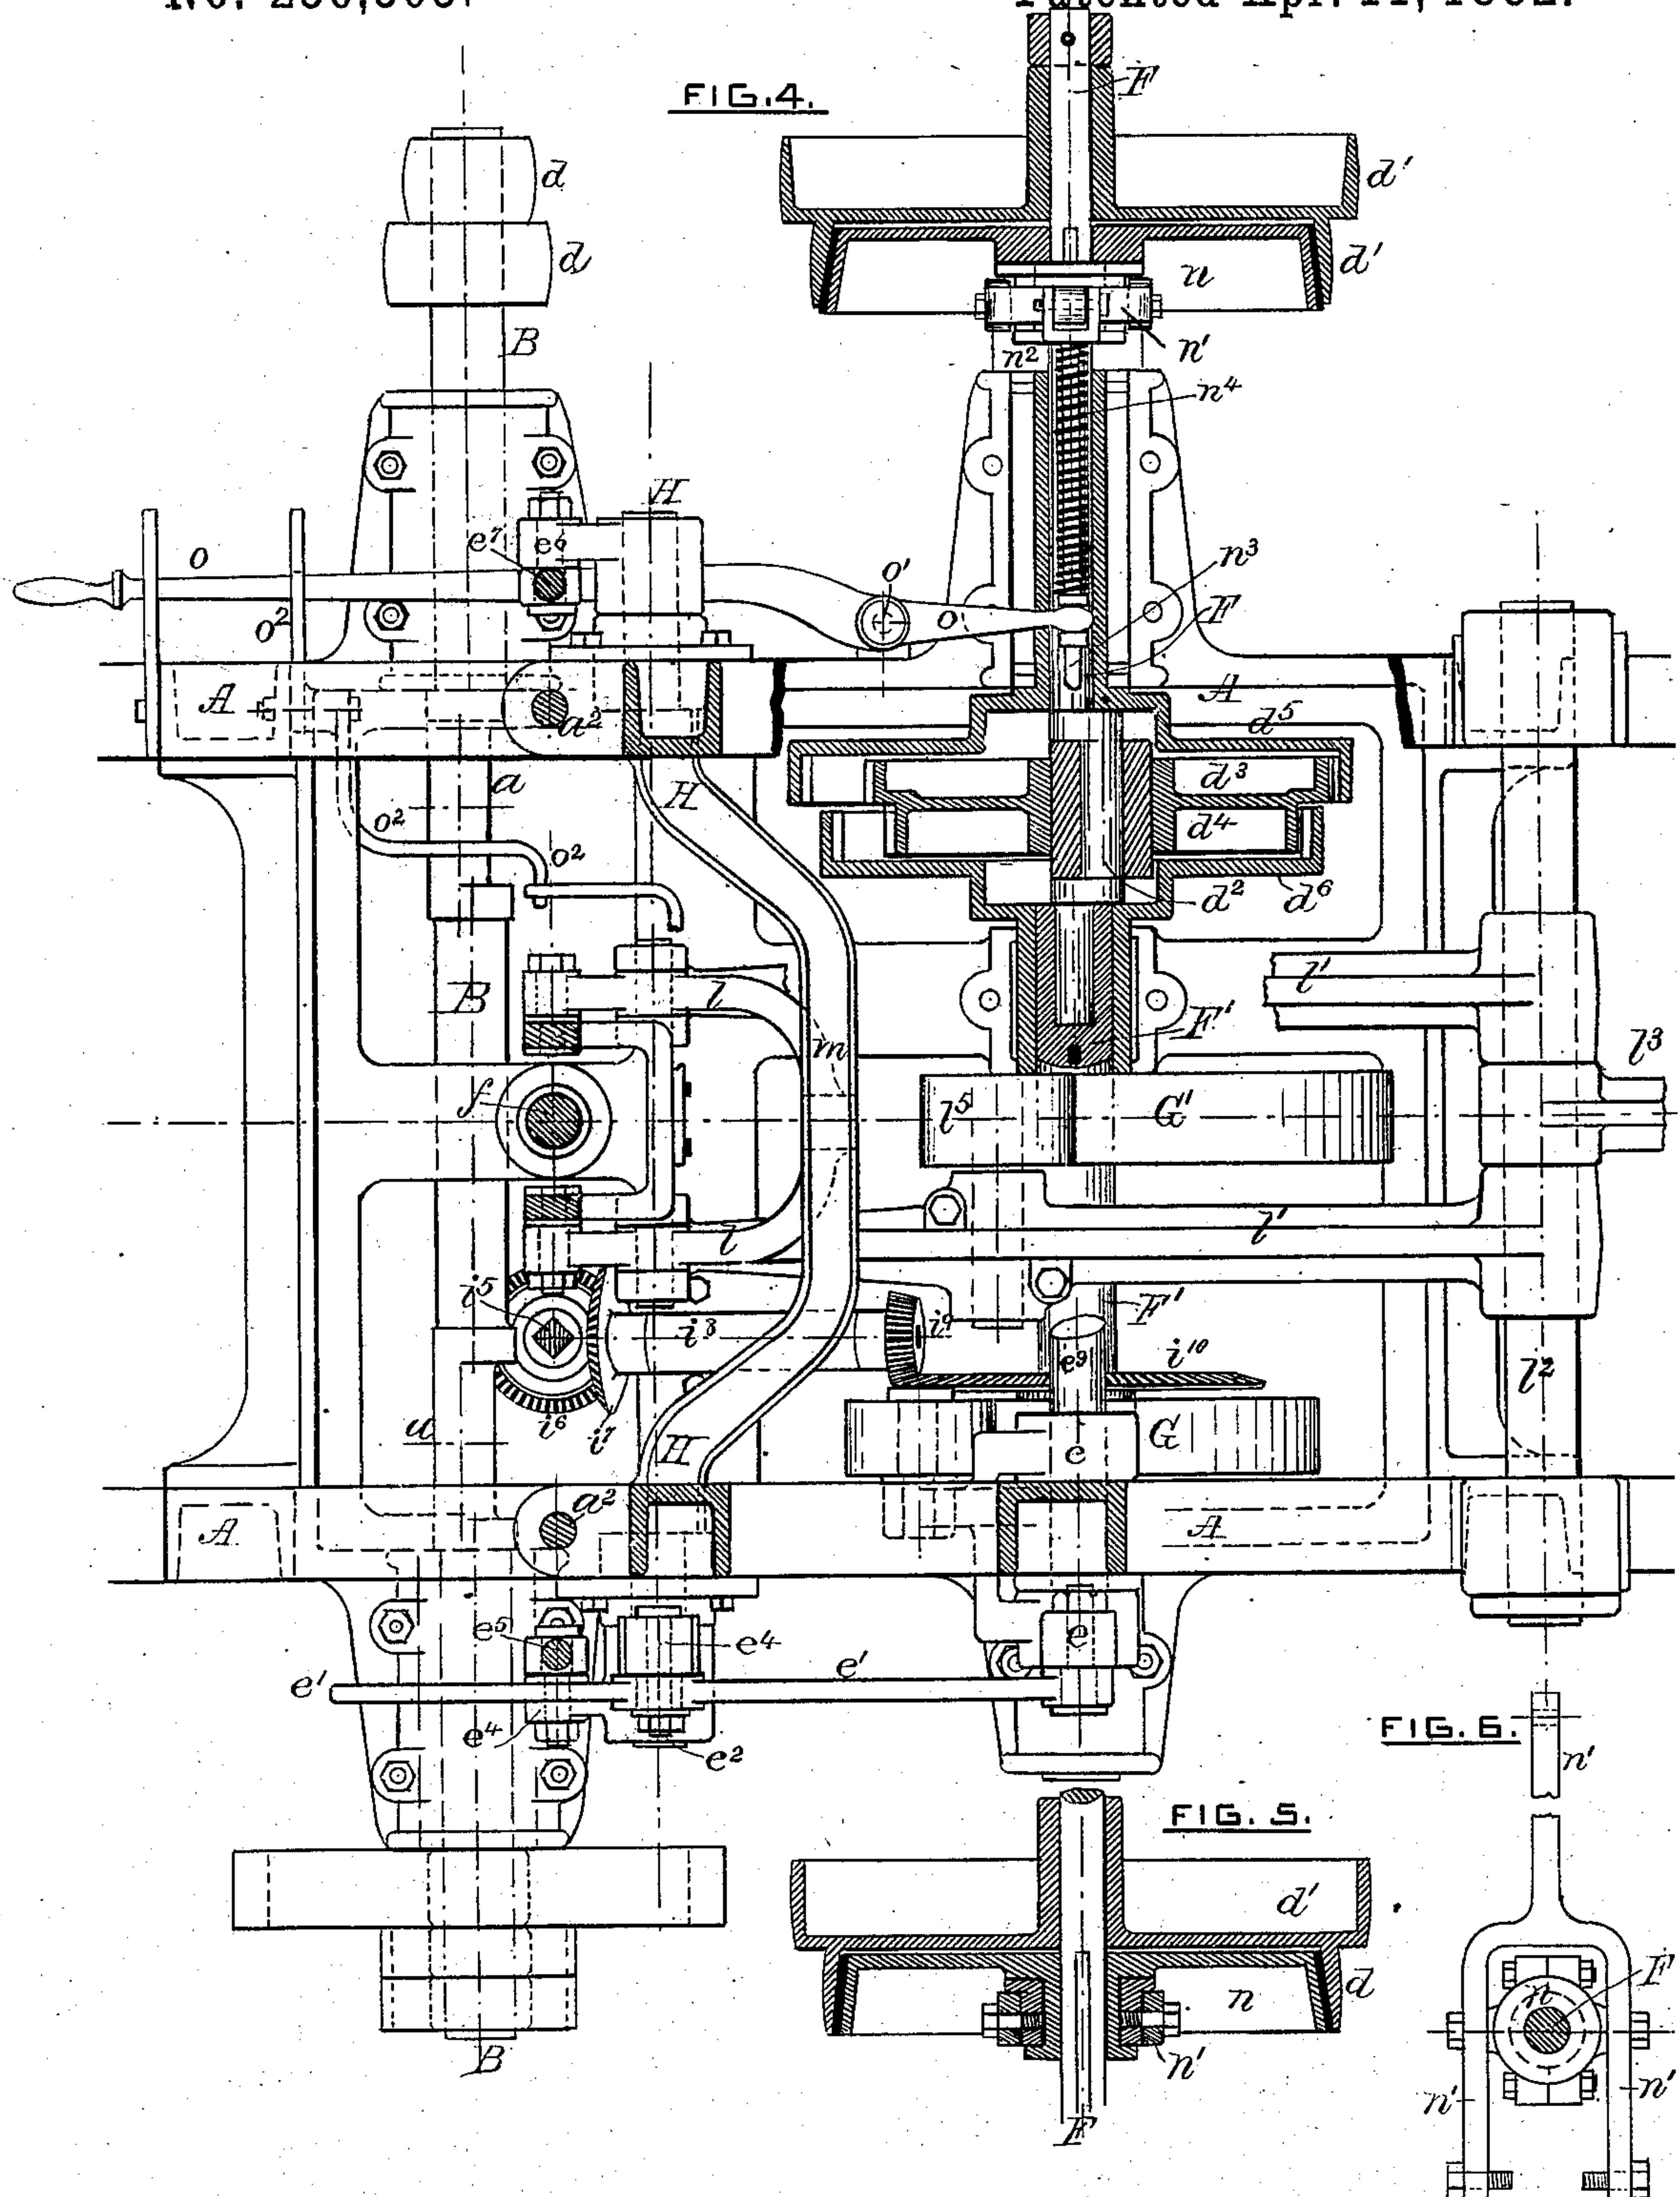 FIG. 4.
F
d
d'
d
d'
n
B
n'
n²
n⁴
H
e⁷
e⁶
o
o'
n³
o²
o
F
A
a²
A
d⁵
a
H
d³
o²
d⁴
o²
d²
d⁶
B
l
l'
F'
m
l³
f
l⁵
G'
l
l'
i⁵
F'
i⁸
i⁹
e⁹
i¹⁰
l²
i⁶
i⁷
a
H
e
G
A
a²
A
e⁵
e⁴
e
e'
e'
e⁴
e²
FIG. 6.
n'
FIG. 5.
d'
n
F
n
d
B
n'
n'
n'
F